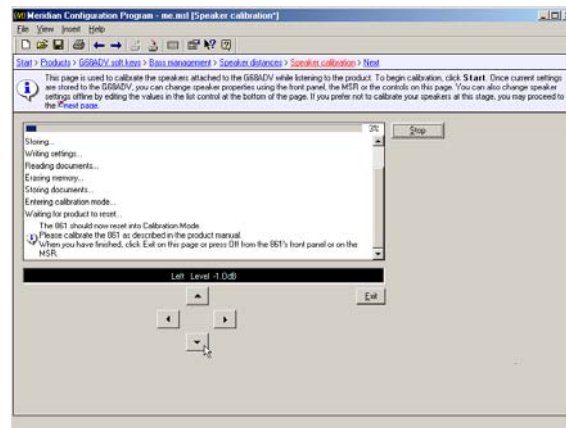 Meridian Configuration Program - me.msl [Speaker calibration*]
File View Insert Help
Start > Products > G68ADV soft keys > Bass management > Speaker distances > Speaker calibration > Next
This page is used to calibrate the speakers attached to the G68ADV while listening to the product. To begin calibration, click Start. Once current settings
are stored to the G68ADV, you can change speaker properties using the front panel, the MSR or the controls on this page. You can also change speaker
settings offline by editing the values in the list control at the bottom of the page. If you prefer not to calibrate your speakers at this stage, you may proceed to
the next page.
3%
Stop
Storing...
Writing settings...
Reading documents...
Erasing memory...
Storing documents...
Entering calibration mode...
Waiting for product to reset...
The 861 should now reset into Calibration Mode.
Please calibrate the 861 as described in the product manual.
When you have finished, click Exit on this page or press Off from the 861's front panel or on the
MSR.
Left Level -1.0dB
Exit